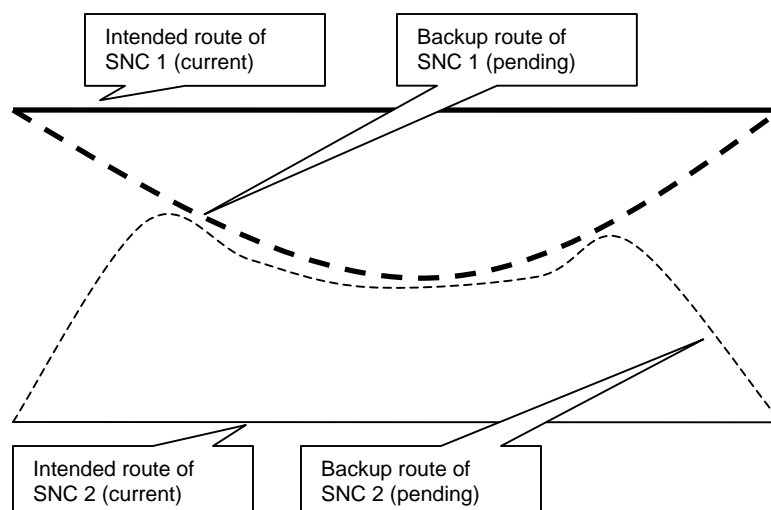 Intended route of
SNC 1 (current)
Backup route of
SNC 1 (pending)
Intended route of
SNC 2 (current)
Backup route of
SNC 2 (pending)